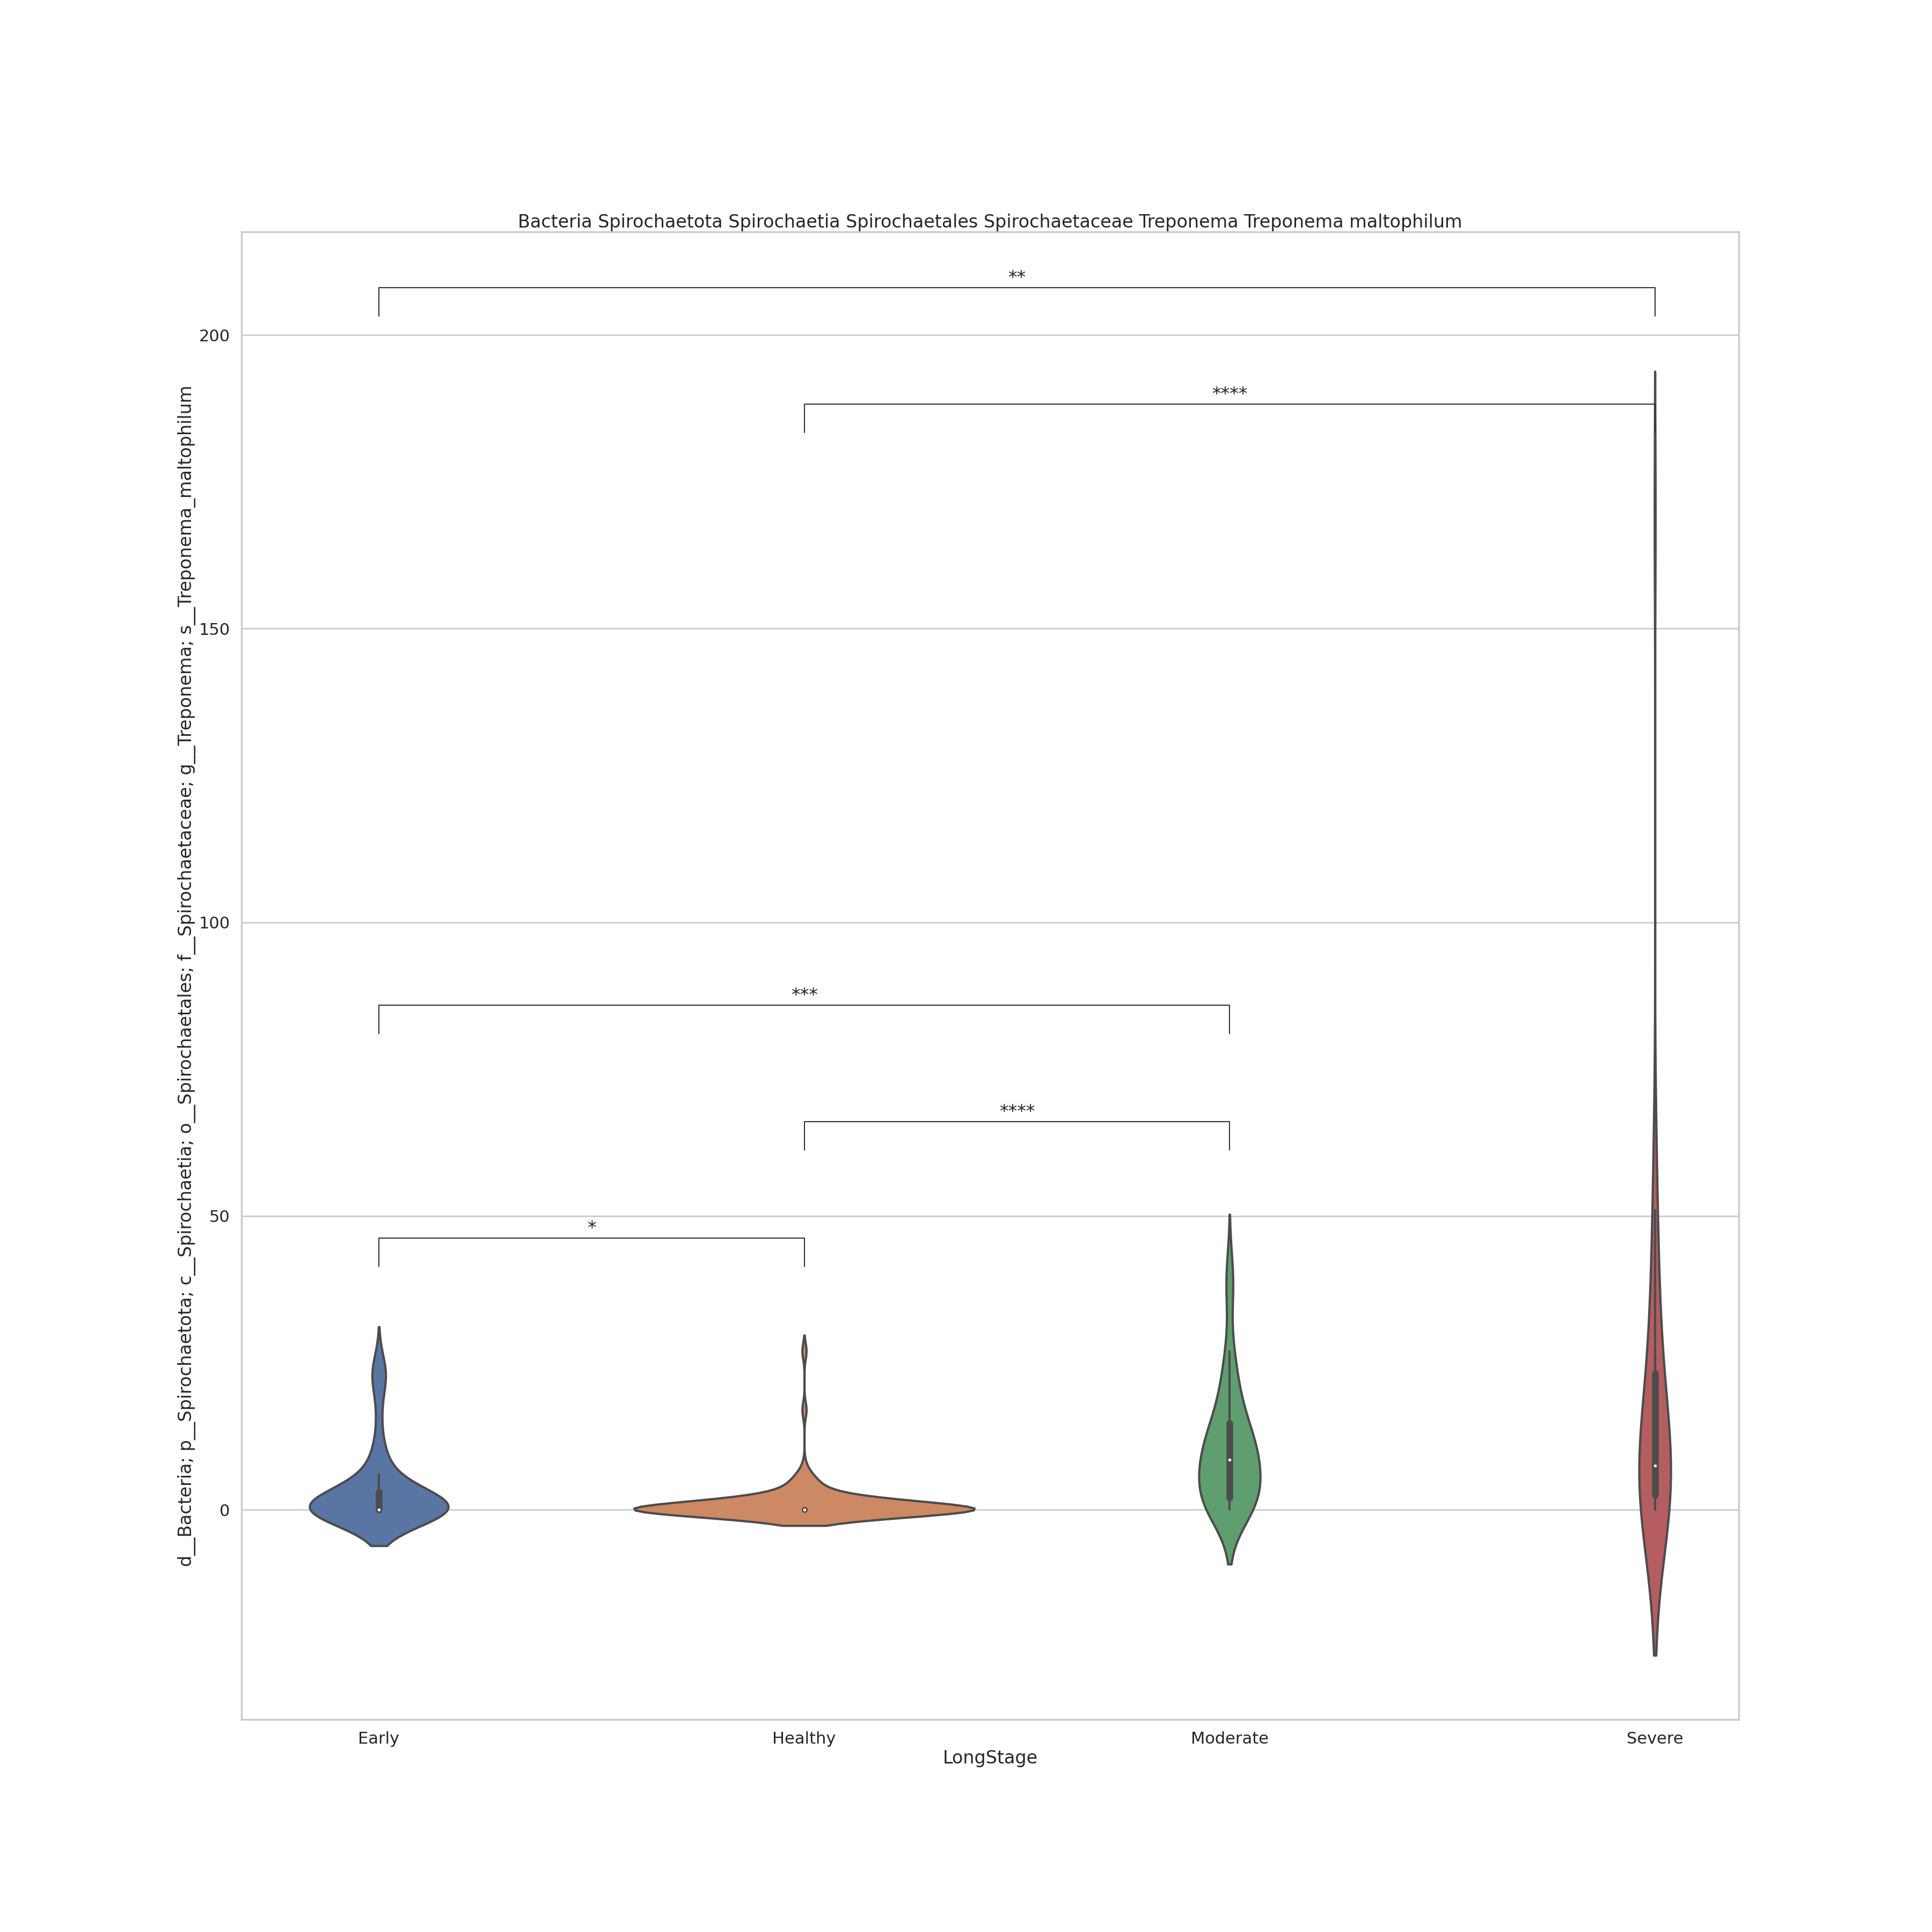 Bacteria Spirochaetota Spirochaetia Spirochaetales Spirochaetaceae Treponema Treponema maltophilum
d__Bacteria; p__Spirochaetota; c__Spirochaetia; o__Spirochaetales; f__Spirochaetaceae; g__Treponema; s__Treponema_maltophilum
**
200
****
150
100
***
****
50
*
0
Early Healthy Moderate Severe
LongStage